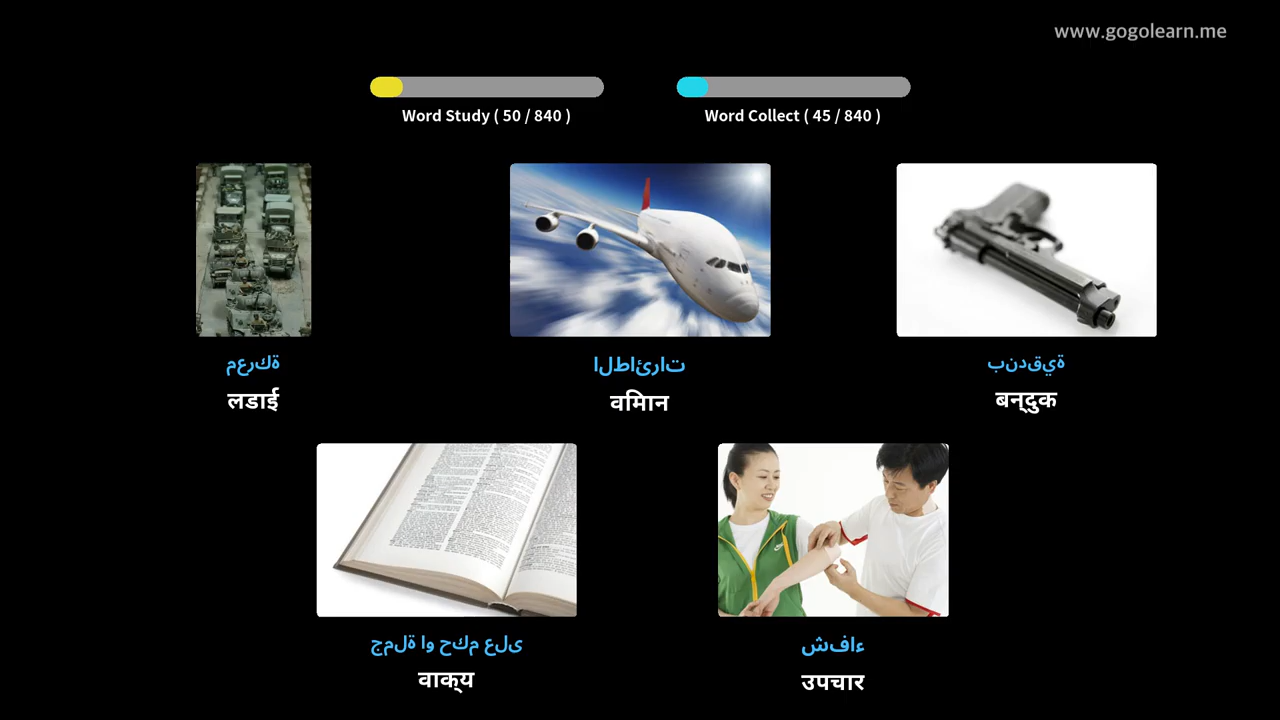 www.gogolearn.me
Word Study ( 50 / 840 )
Word Collect ( 45 / 840 )
معركة
الطائرات
بندقية
लडाई
विमान
बन्दुक
جملة او حكم على
شفاء
वाक्य
उपचार